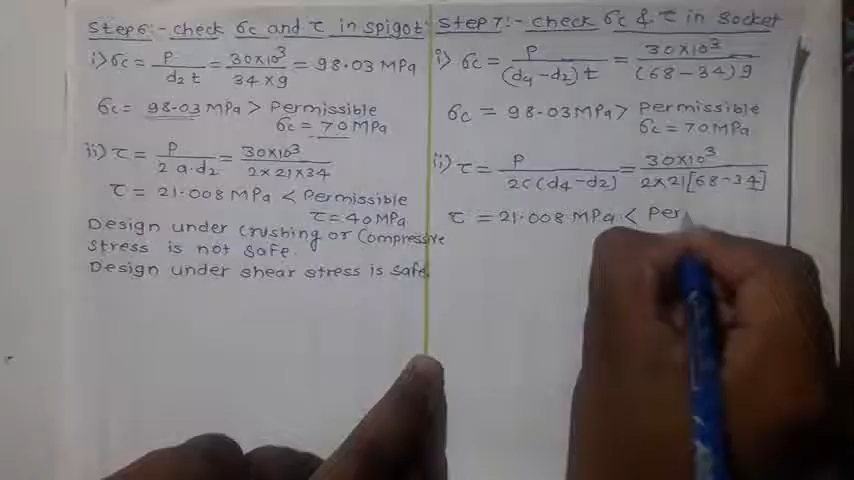 Step 6:- check σc and τ in spigot
i) σc = P / d2 t = 30×10³ / 34×9 = 98.03 MPa
σc = 98.03 MPa > Permissible
σc = 70 MPa
ii) τ = P / 2 a.d2 = 30×10³ / 2×21×34
τ = 21.008 MPa < Permissible
τ = 40 MPa
Design under crushing or Compressive
stress is not safe.
Design under shear stress is safe.
Step 7:- check σc & τ in socket
i) σc = P / (d4-d2) t = 30×10³ / (68-34) 9
σc = 98.03 MPa > Permissible
σc = 70 MPa
ii) τ = P / 2c (d4-d2) = 30×10³ / 2×21[68-34]
τ = 21.008 MPa < Per